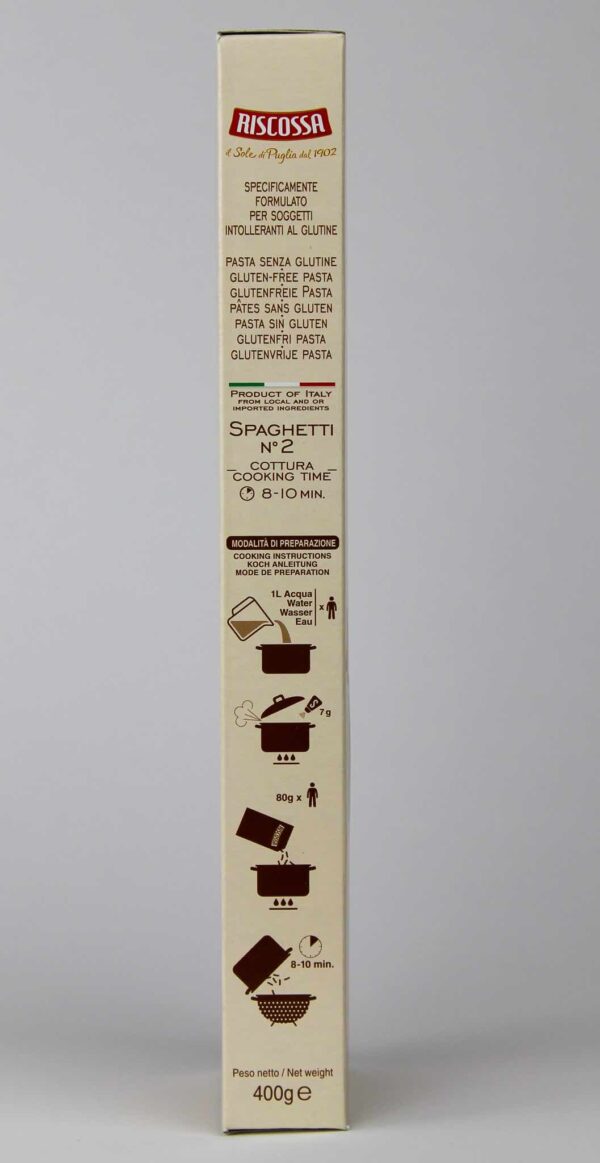 RISCOSSA
il Sole di Puglia dal 1902
SPECIFICAMENTE
FORMULATO
PER SOGGETTI
INTOLLERANTI AL GLUTINE
PASTA SENZA GLUTINE
GLUTEN-FREE PASTA
GLUTENFREIE PASTA
PÂTES SANS GLUTEN
PASTA SIN GLUTEN
GLUTENFRI PASTA
GLUTENVRIJE PASTA
PRODUCT OF ITALY
FROM LOCAL AND OR
IMPORTED INGREDIENTS
SPAGHETTI
N° 2
COTTURA
COOKING TIME
8-10 MIN.
MODALITÀ DI PREPARAZIONE
COOKING INSTRUCTIONS
KOCH ANLEITUNG
MODE DE PREPARATION
1L Acqua
Water
Wasser
Eau
x
S
7 g
80g x
8-10 min.
Peso netto / Net weight
400g e